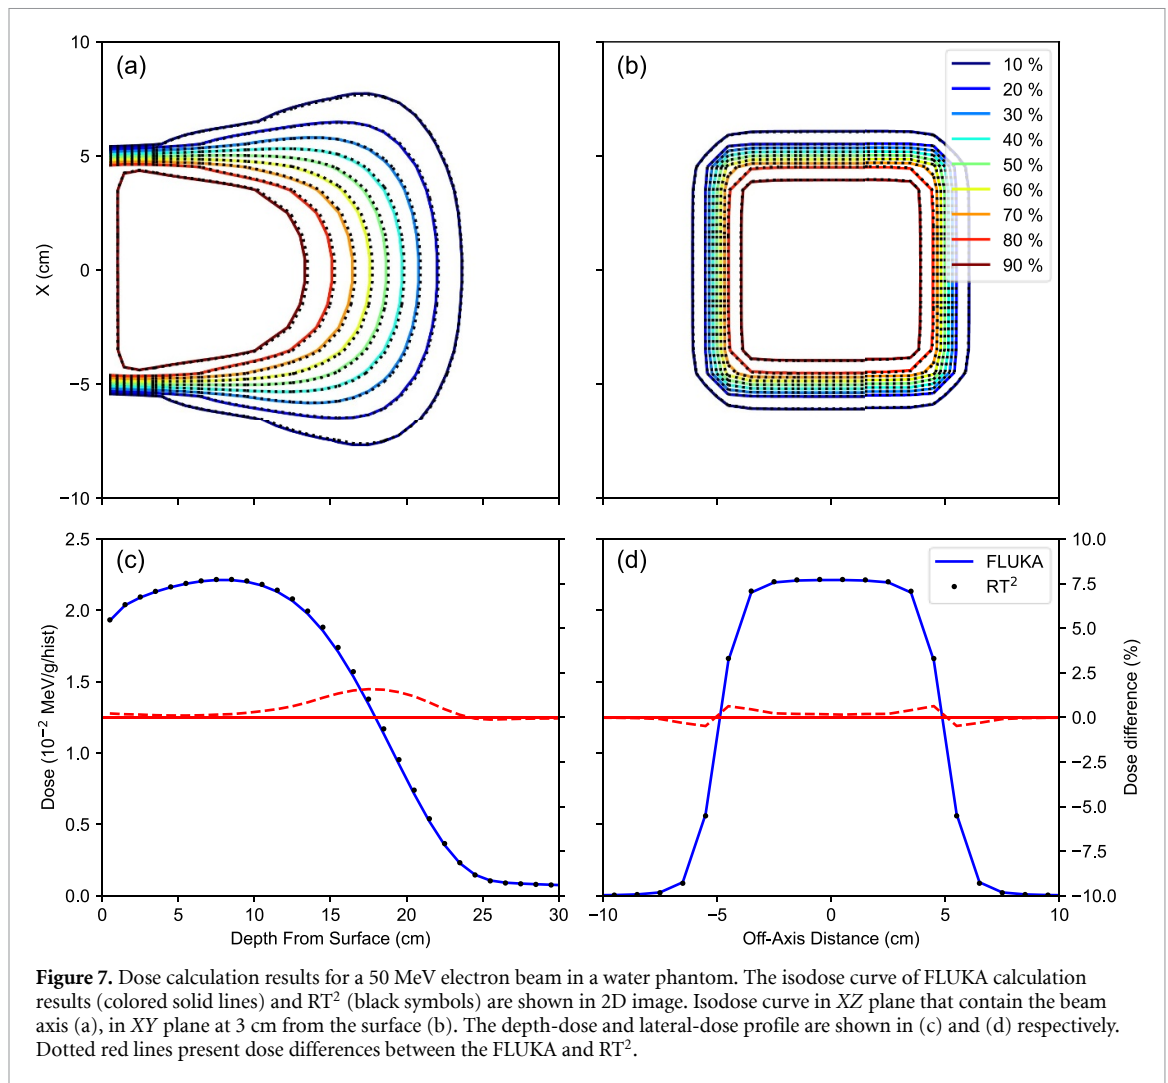 (a)
10
5
0
−5
−10
X (cm)
(b)
10 %
20 %
30 %
40 %
50 %
60 %
70 %
80 %
90 %
(c)
2.5
2.0
1.5
1.0
0.5
0.0
Dose (10⁻² MeV/g/hist)
0 5 10 15 20 25 30
Depth From Surface (cm)
(d)
FLUKA
RT²
10.0
7.5
5.0
2.5
0.0
−2.5
−5.0
−7.5
−10.0
Dose difference (%)
−10 −5 0 5 10
Off-Axis Distance (cm)
Figure 7. Dose calculation results for a 50 MeV electron beam in a water phantom. The isodose curve of FLUKA calculation
results (colored solid lines) and RT² (black symbols) are shown in 2D image. Isodose curve in XZ plane that contain the beam
axis (a), in XY plane at 3 cm from the surface (b). The depth-dose and lateral-dose profile are shown in (c) and (d) respectively.
Dotted red lines present dose differences between the FLUKA and RT².